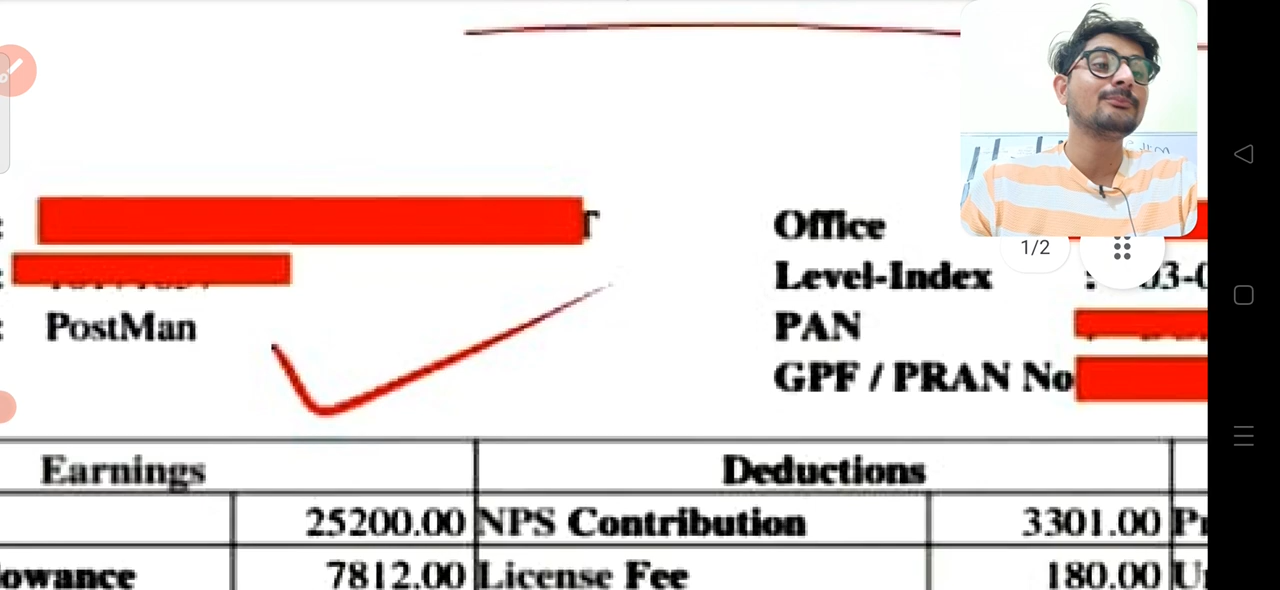 1/2
Office
Level-Index
PostMan
PAN
GPF / PRAN No
Earnings
Deductions
25200.00 NPS Contribution 3301.00
7812.00 License Fee 180.00